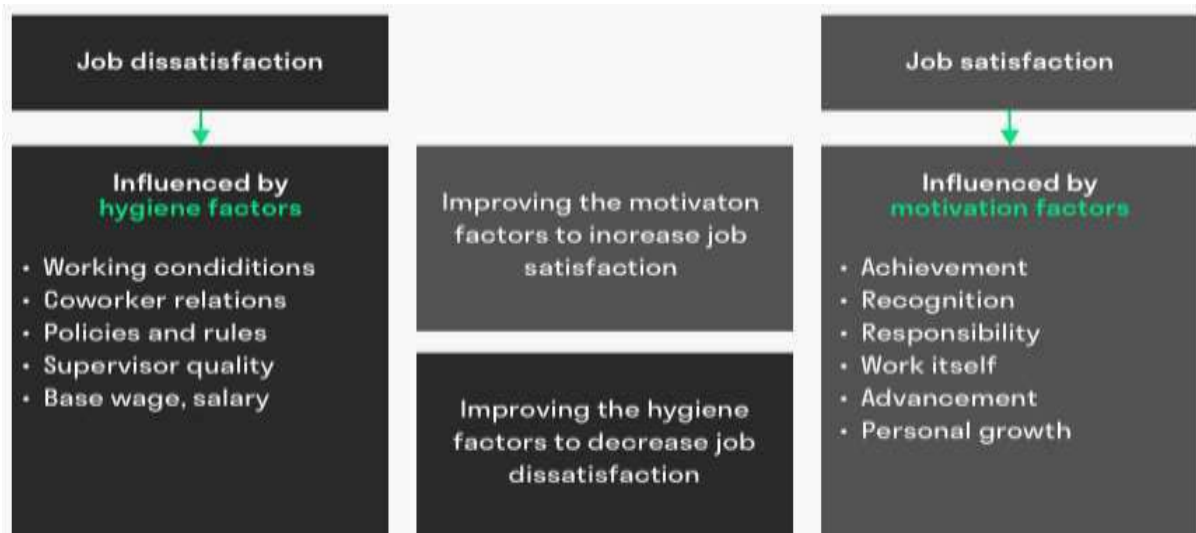 Job dissatisfaction
Influenced by
hygiene factors
• Working condiditions
• Coworker relations
• Policies and rules
• Supervisor quality
• Base wage, salary
Improving the motivaton
factors to increase job
satisfaction
Improving the hygiene
factors to decrease job
dissatisfaction
Job satisfaction
Influenced by
motivation factors
• Achievement
• Recognition
• Responsibility
• Work itself
• Advancement
• Personal growth